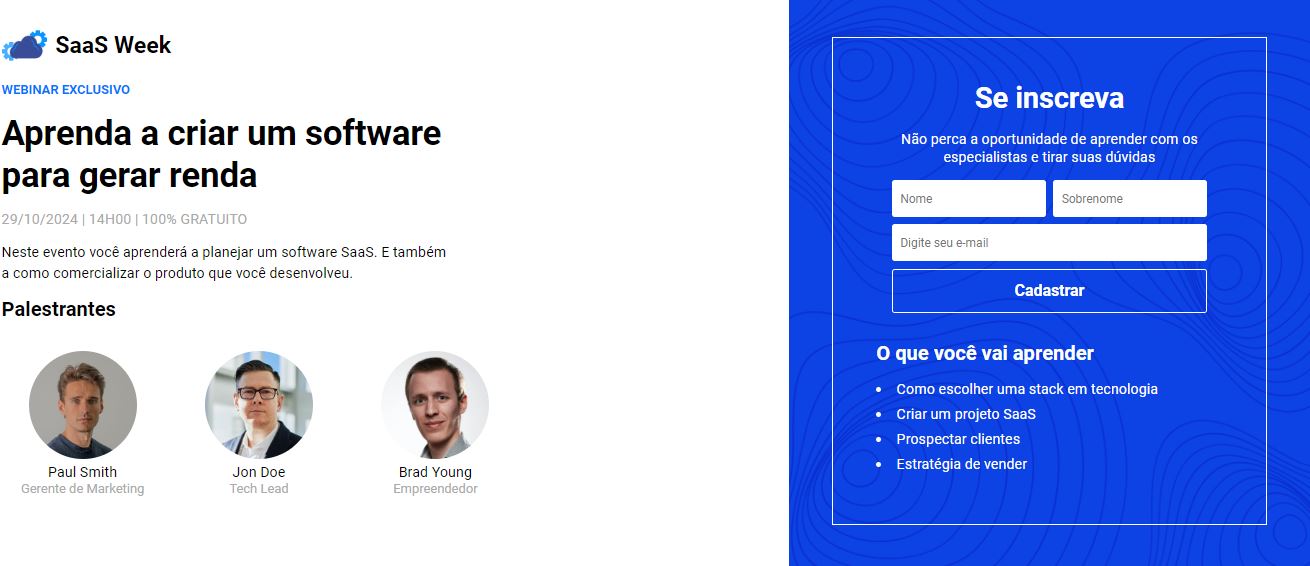 SaaS Week
WEBINAR EXCLUSIVO
Aprenda a criar um software
para gerar renda
29/10/2024 | 14H00 | 100% GRATUITO
Neste evento você aprenderá a planejar um software SaaS. E também
a como comercializar o produto que você desenvolveu.
Palestrantes
Paul Smith
Gerente de Marketing
Jon Doe
Tech Lead
Brad Young
Empreendedor
Se inscreva
Não perca a oportunidade de aprender com os
especialistas e tirar suas dúvidas
Nome
Sobrenome
Digite seu e-mail
Cadastrar
O que você vai aprender
Como escolher uma stack em tecnologia
Criar um projeto SaaS
Prospectar clientes
Estratégia de vender